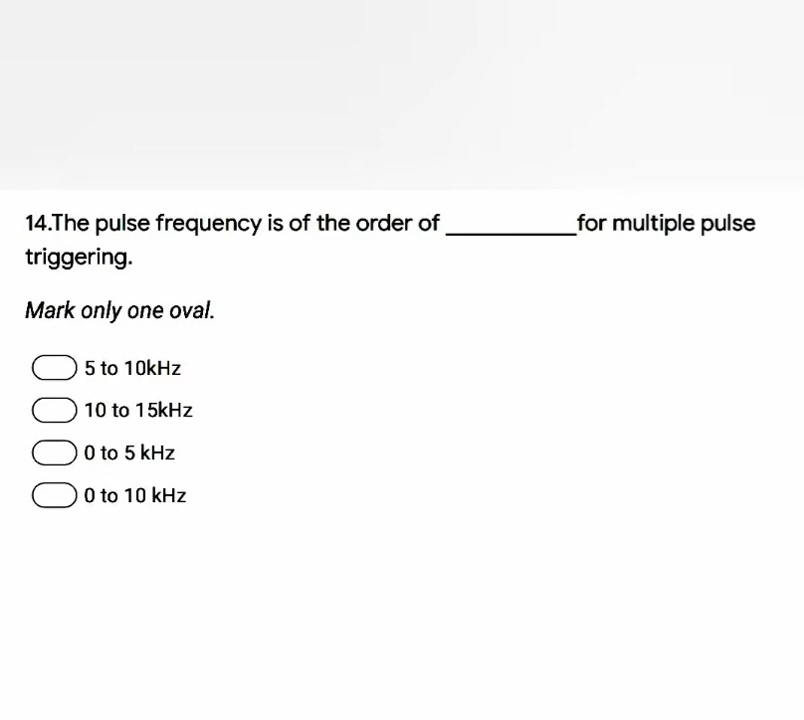 14.The pulse frequency is of the order of __________for multiple pulse
triggering.
Mark only one oval.
5 to 10kHz
10 to 15kHz
0 to 5 kHz
0 to 10 kHz